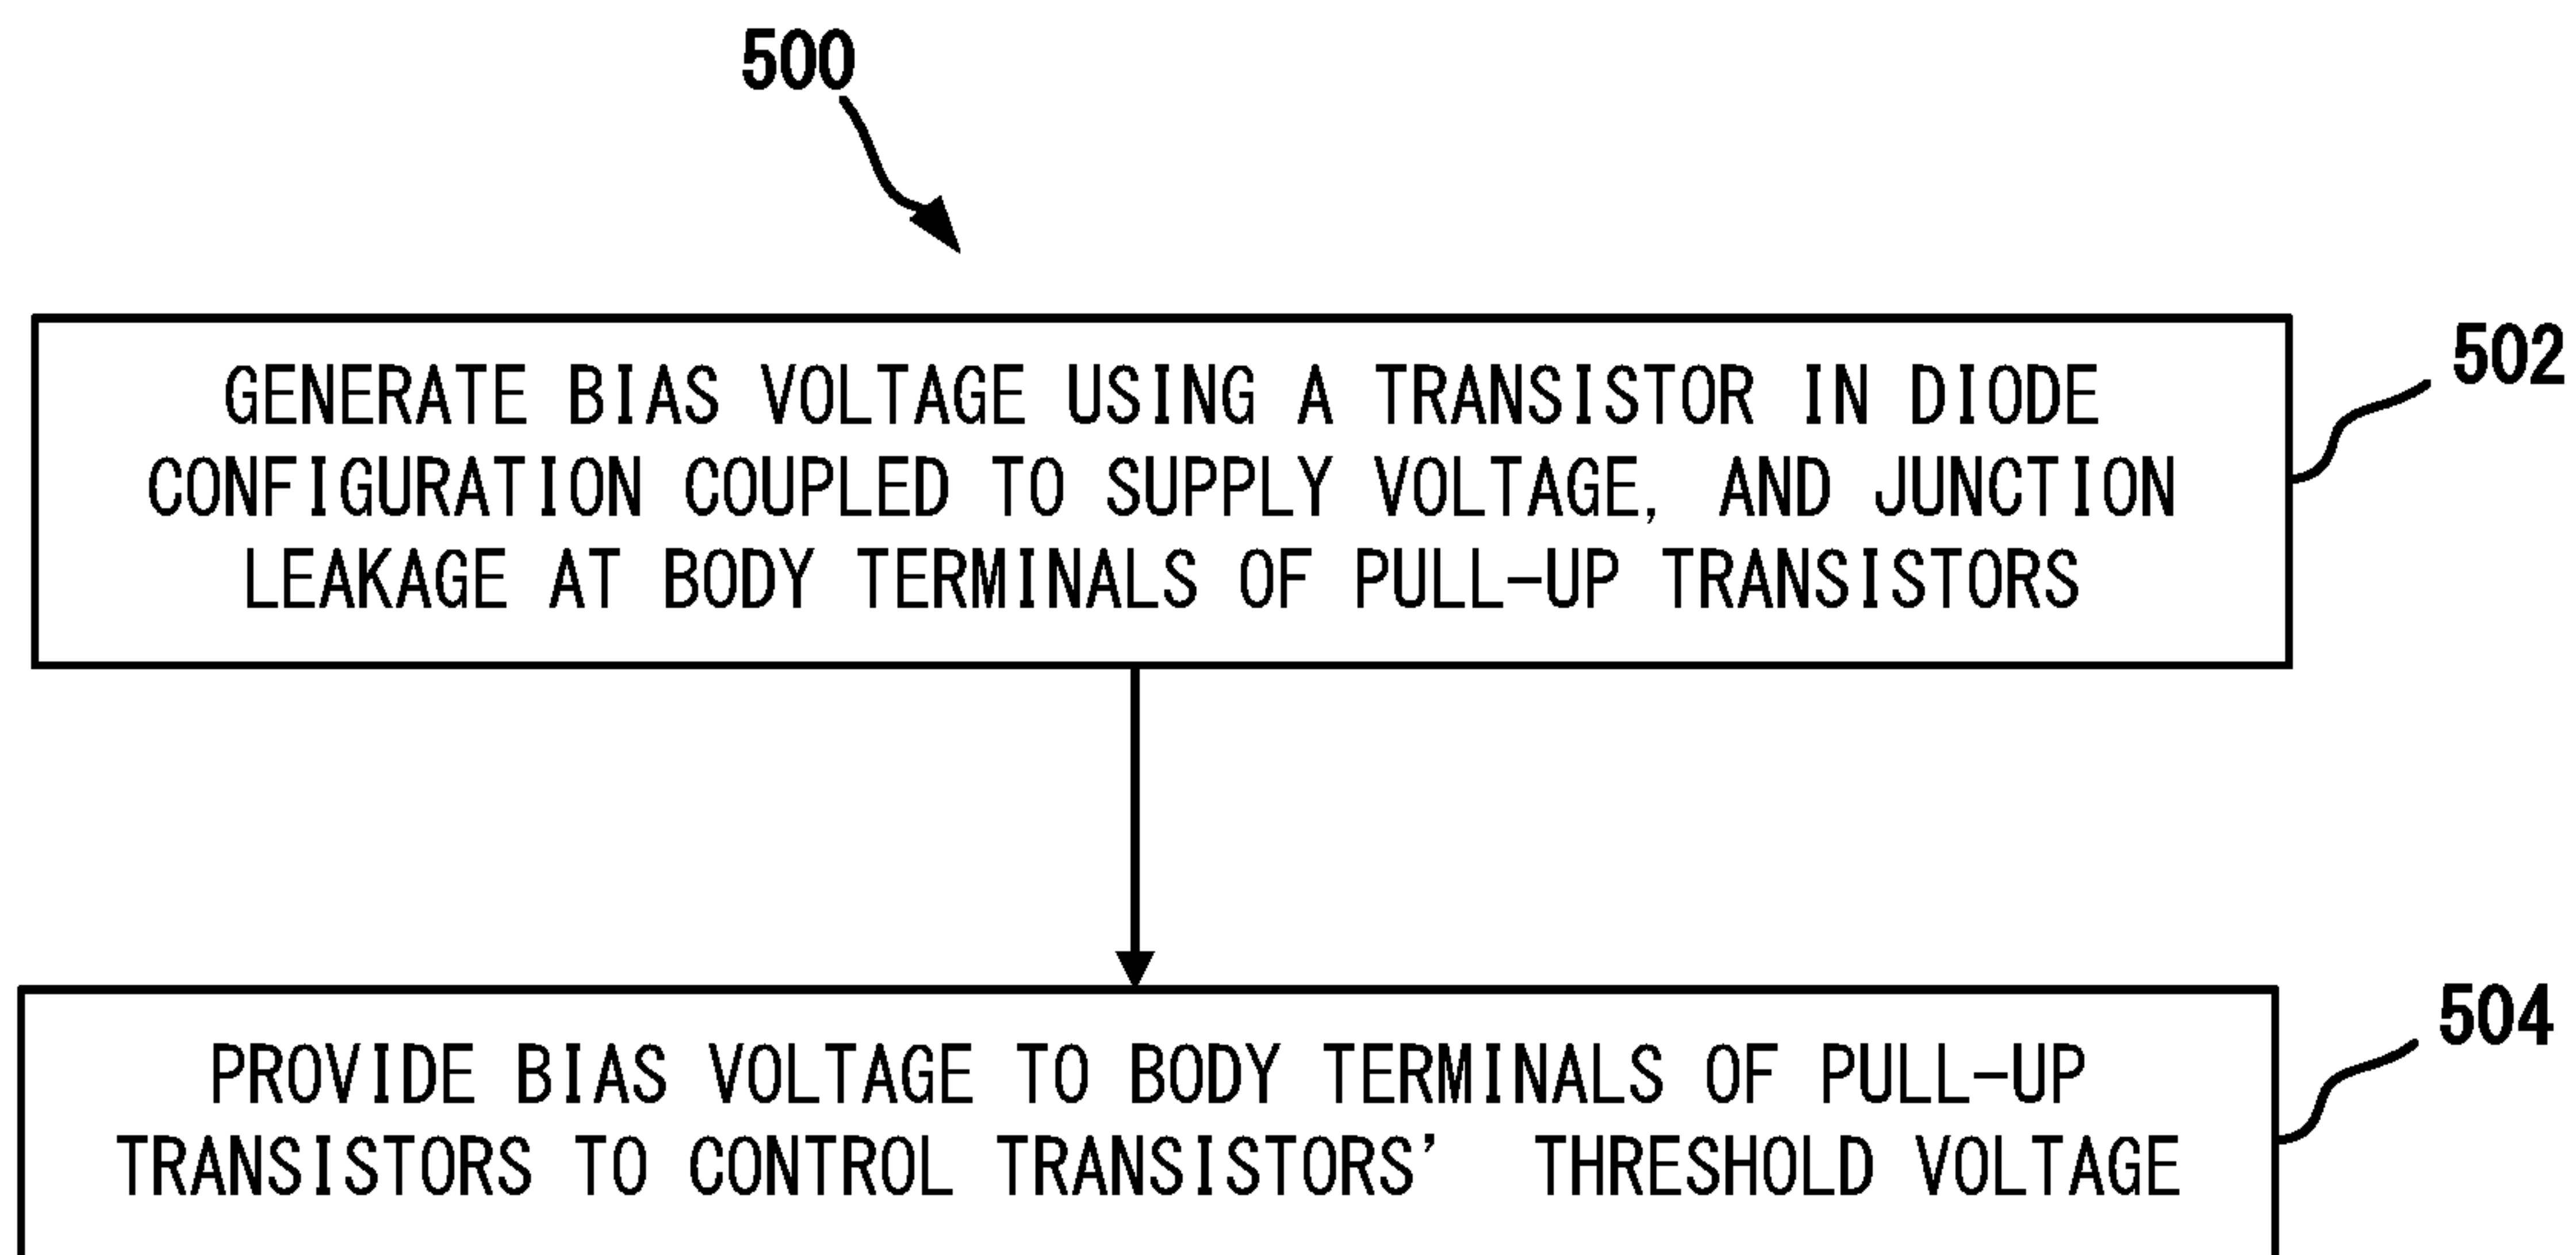 500
GENERATE BIAS VOLTAGE USING A TRANSISTOR IN DIODE
CONFIGURATION COUPLED TO SUPPLY VOLTAGE, AND JUNCTION
LEAKAGE AT BODY TERMINALS OF PULL-UP TRANSISTORS
502
PROVIDE BIAS VOLTAGE TO BODY TERMINALS OF PULL-UP
TRANSISTORS TO CONTROL TRANSISTORS' THRESHOLD VOLTAGE
504